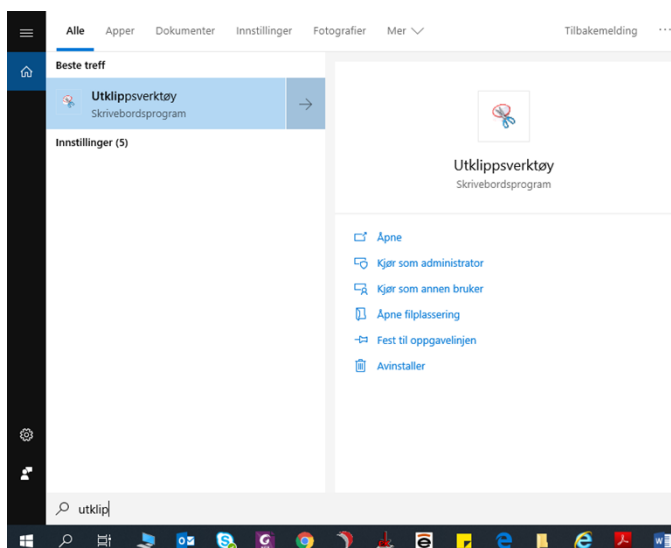 Alle Apper Dokumenter Innstillinger Fotografier Mer Tilbakemelding ...
Beste treff
Utklippsverktøy
Skrivebordsprogram
Innstillinger (5)
Utklippsverktøy
Skrivebordsprogram
Åpne
Kjør som administrator
Kjør som annen bruker
Åpne filplassering
Fest til oppgavelinjen
Avinstaller
utklip